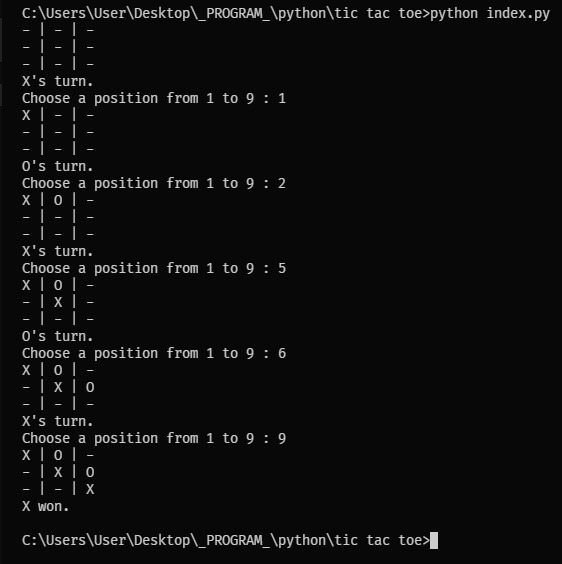 C:\Users\User\Desktop\_PROGRAM_\python\tic tac toe>python index.py
- | - | -
- | - | -
- | - | -
X's turn.
Choose a position from 1 to 9 : 1
X | - | -
- | - | -
- | - | -
O's turn.
Choose a position from 1 to 9 : 2
X | O | -
- | - | -
- | - | -
X's turn.
Choose a position from 1 to 9 : 5
X | O | -
- | X | -
- | - | -
O's turn.
Choose a position from 1 to 9 : 6
X | O | -
- | X | O
- | - | -
X's turn.
Choose a position from 1 to 9 : 9
X | O | -
- | X | O
- | - | X
X won.
C:\Users\User\Desktop\_PROGRAM_\python\tic tac toe>